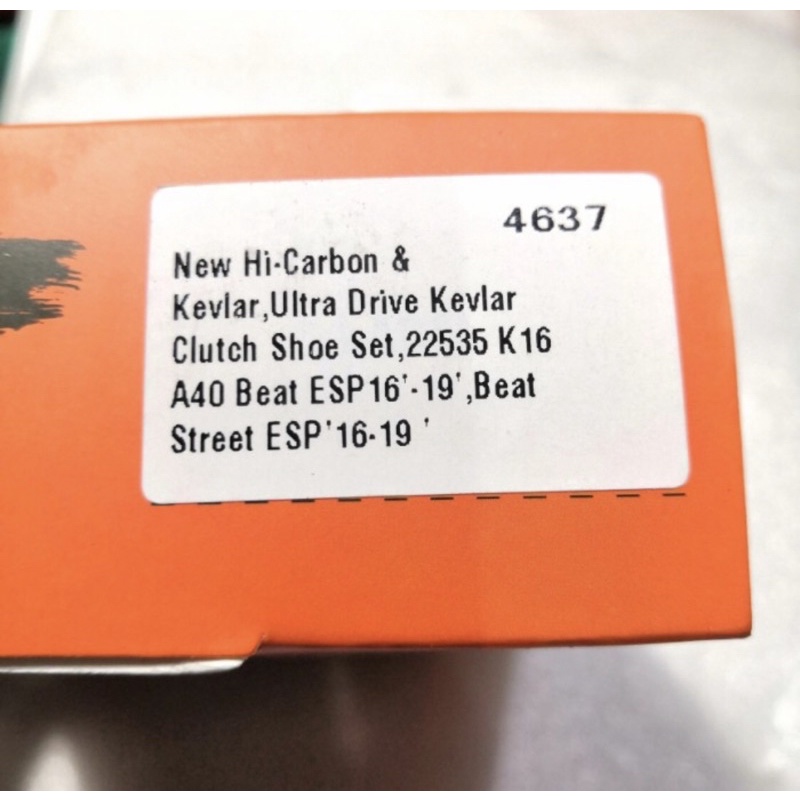 4637
New Hi-Carbon &
Kevlar,Ultra Drive Kevlar
Clutch Shoe Set,22535 K16
A40 Beat ESP16'-19',Beat
Street ESP'16-19 '